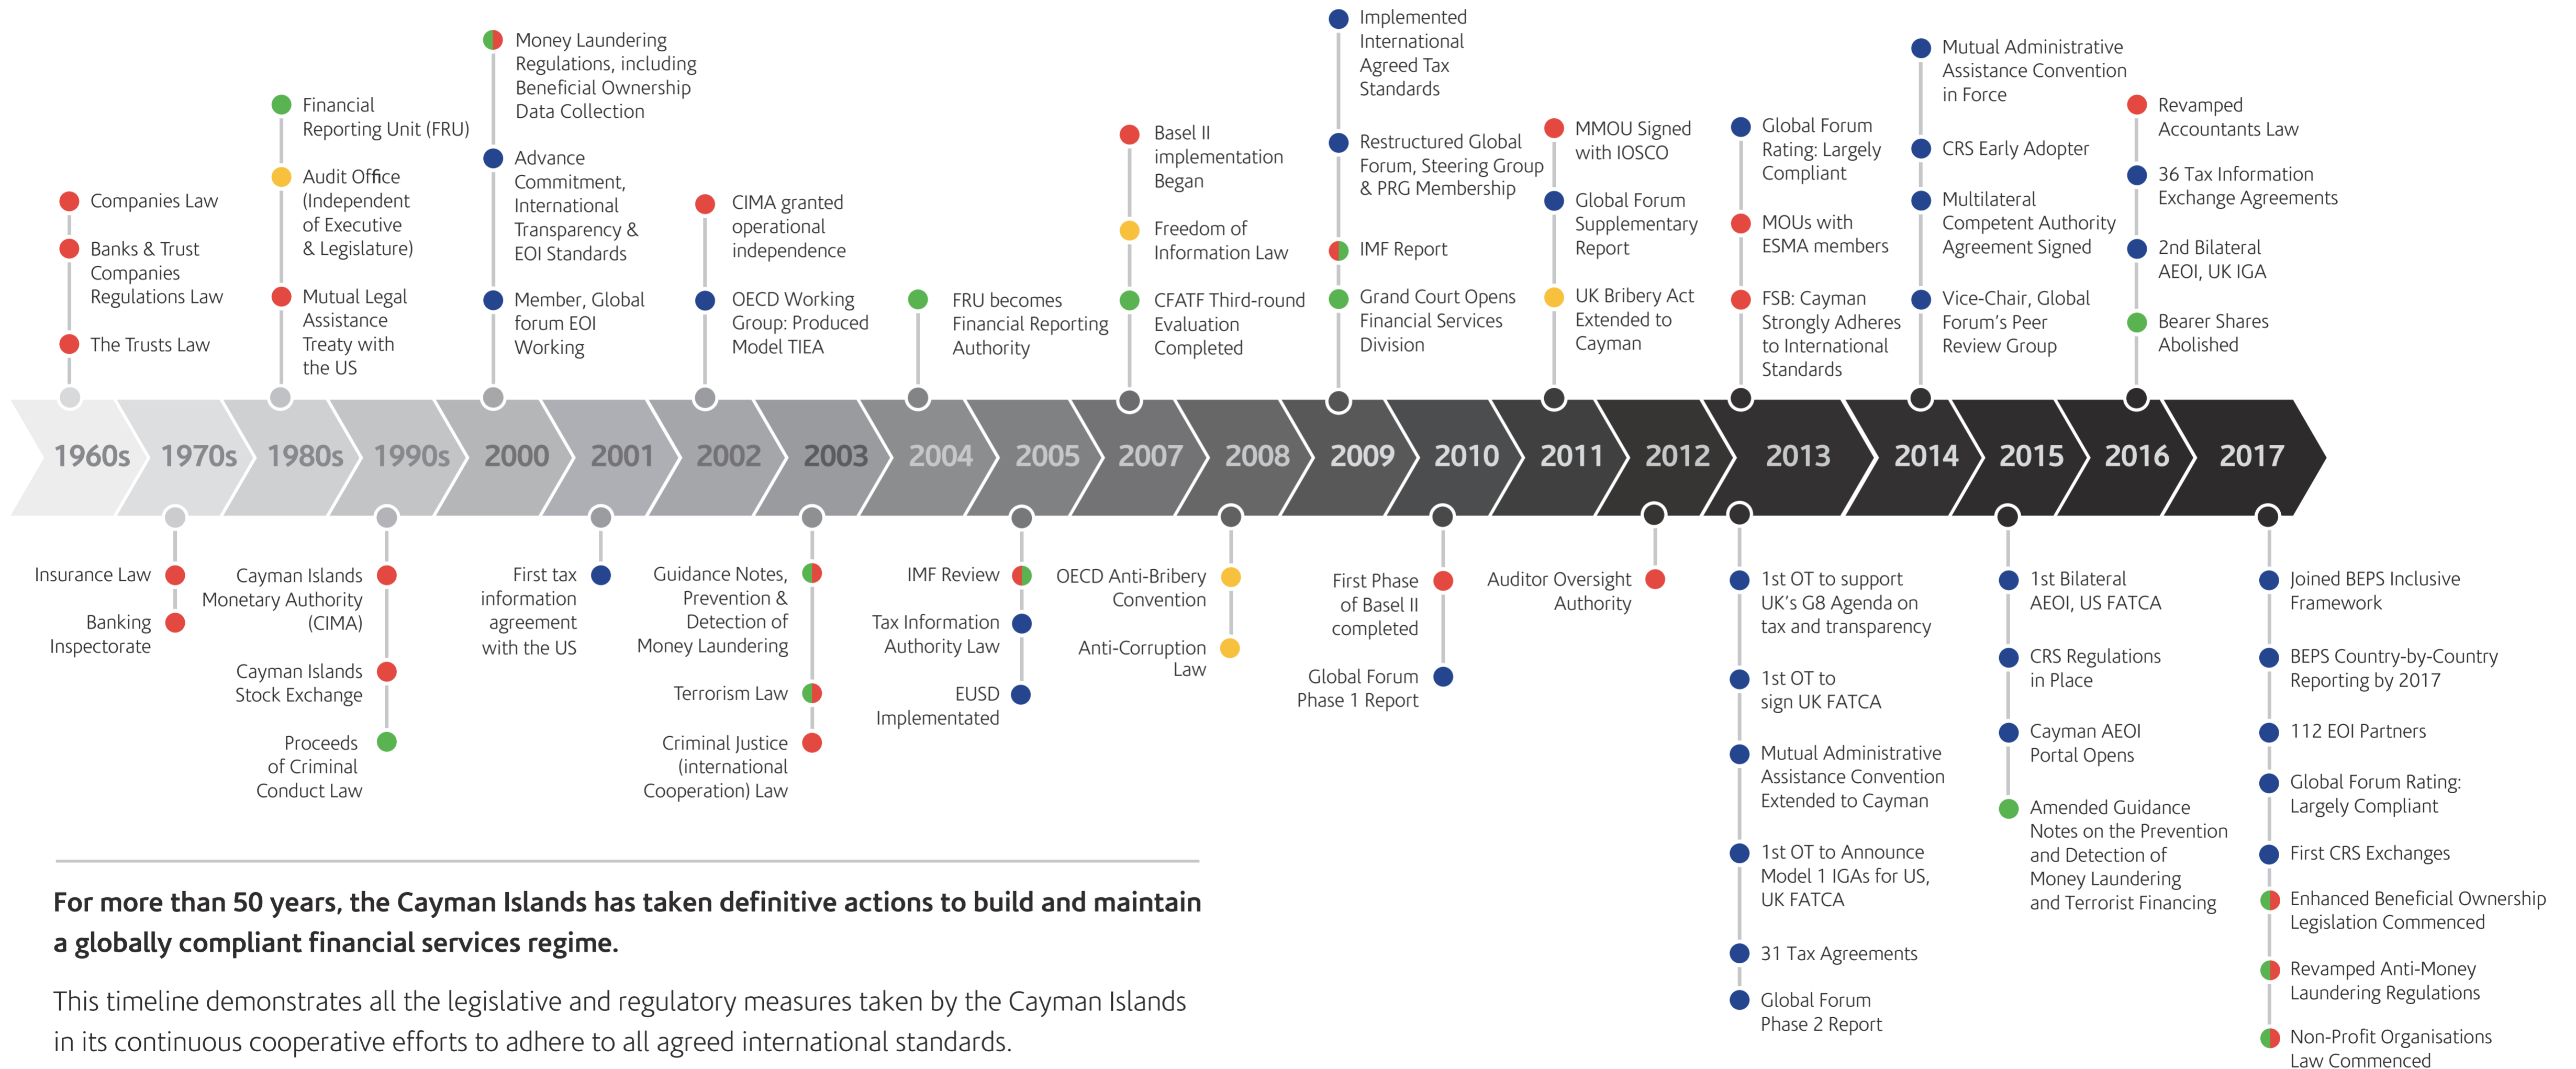 Companies Law
Banks & Trust
Companies
Regulations Law
The Trusts Law
Financial
Reporting Unit (FRU)
Audit Office
(Independent
of Executive
& Legislature)
Mutual Legal
Assistance
Treaty with
the US
Money Laundering
Regulations, including
Beneficial Ownership
Data Collection
Advance
Commitment,
International
Transparency &
EOI Standards
Member, Global
forum EOI
Working
CIMA granted
operational
independence
OECD Working
Group: Produced
Model TIEA
FRU becomes
Financial Reporting
Authority
Basel II
implementation
Began
Freedom of
Information Law
CFATF Third-round
Evaluation
Completed
Implemented
International
Agreed Tax
Standards
Restructured Global
Forum, Steering Group
& PRG Membership
IMF Report
Grand Court Opens
Financial Services
Division
MMOU Signed
with IOSCO
Global Forum
Supplementary
Report
UK Bribery Act
Extended to
Cayman
Global Forum
Rating: Largely
Compliant
MOUs with
ESMA members
FSB: Cayman
Strongly Adheres
to International
Standards
Mutual Administrative
Assistance Convention
in Force
CRS Early Adopter
Multilateral
Competent Authority
Agreement Signed
Vice-Chair, Global
Forum's Peer
Review Group
Revamped
Accountants Law
36 Tax Information
Exchange Agreements
2nd Bilateral
AEOI, UK IGA
Bearer Shares
Abolished
1960s 1970s 1980s 1990s 2000 2001 2002 2003 2004 2005 2007 2008 2009 2010 2011 2012 2013 2014 2015 2016 2017
Insurance Law
Banking
Inspectorate
Cayman Islands
Monetary Authority
(CIMA)
Cayman Islands
Stock Exchange
Proceeds
of Criminal
Conduct Law
First tax
information
agreement
with the US
Guidance Notes,
Prevention &
Detection of
Money Laundering
Terrorism Law
Criminal Justice
(international
Cooperation) Law
IMF Review
Tax Information
Authority Law
EUSD
Implementated
OECD Anti-Bribery
Convention
Anti-Corruption
Law
First Phase
of Basel II
completed
Global Forum
Phase 1 Report
Auditor Oversight
Authority
1st OT to support
UK's G8 Agenda on
tax and transparency
1st OT to
sign UK FATCA
Mutual Administrative
Assistance Convention
Extended to Cayman
1st OT to Announce
Model 1 IGAs for US,
UK FATCA
31 Tax Agreements
Global Forum
Phase 2 Report
1st Bilateral
AEOI, US FATCA
CRS Regulations
in Place
Cayman AEOI
Portal Opens
Amended Guidance
Notes on the Prevention
and Detection of
Money Laundering
and Terrorist Financing
Joined BEPS Inclusive
Framework
BEPS Country-by-Country
Reporting by 2017
112 EOI Partners
Global Forum Rating:
Largely Compliant
First CRS Exchanges
Enhanced Beneficial Ownership
Legislation Commenced
Revamped Anti-Money
Laundering Regulations
Non-Profit Organisations
Law Commenced
For more than 50 years, the Cayman Islands has taken definitive actions to build and maintain
a globally compliant financial services regime.
This timeline demonstrates all the legislative and regulatory measures taken by the Cayman Islands
in its continuous cooperative efforts to adhere to all agreed international standards.